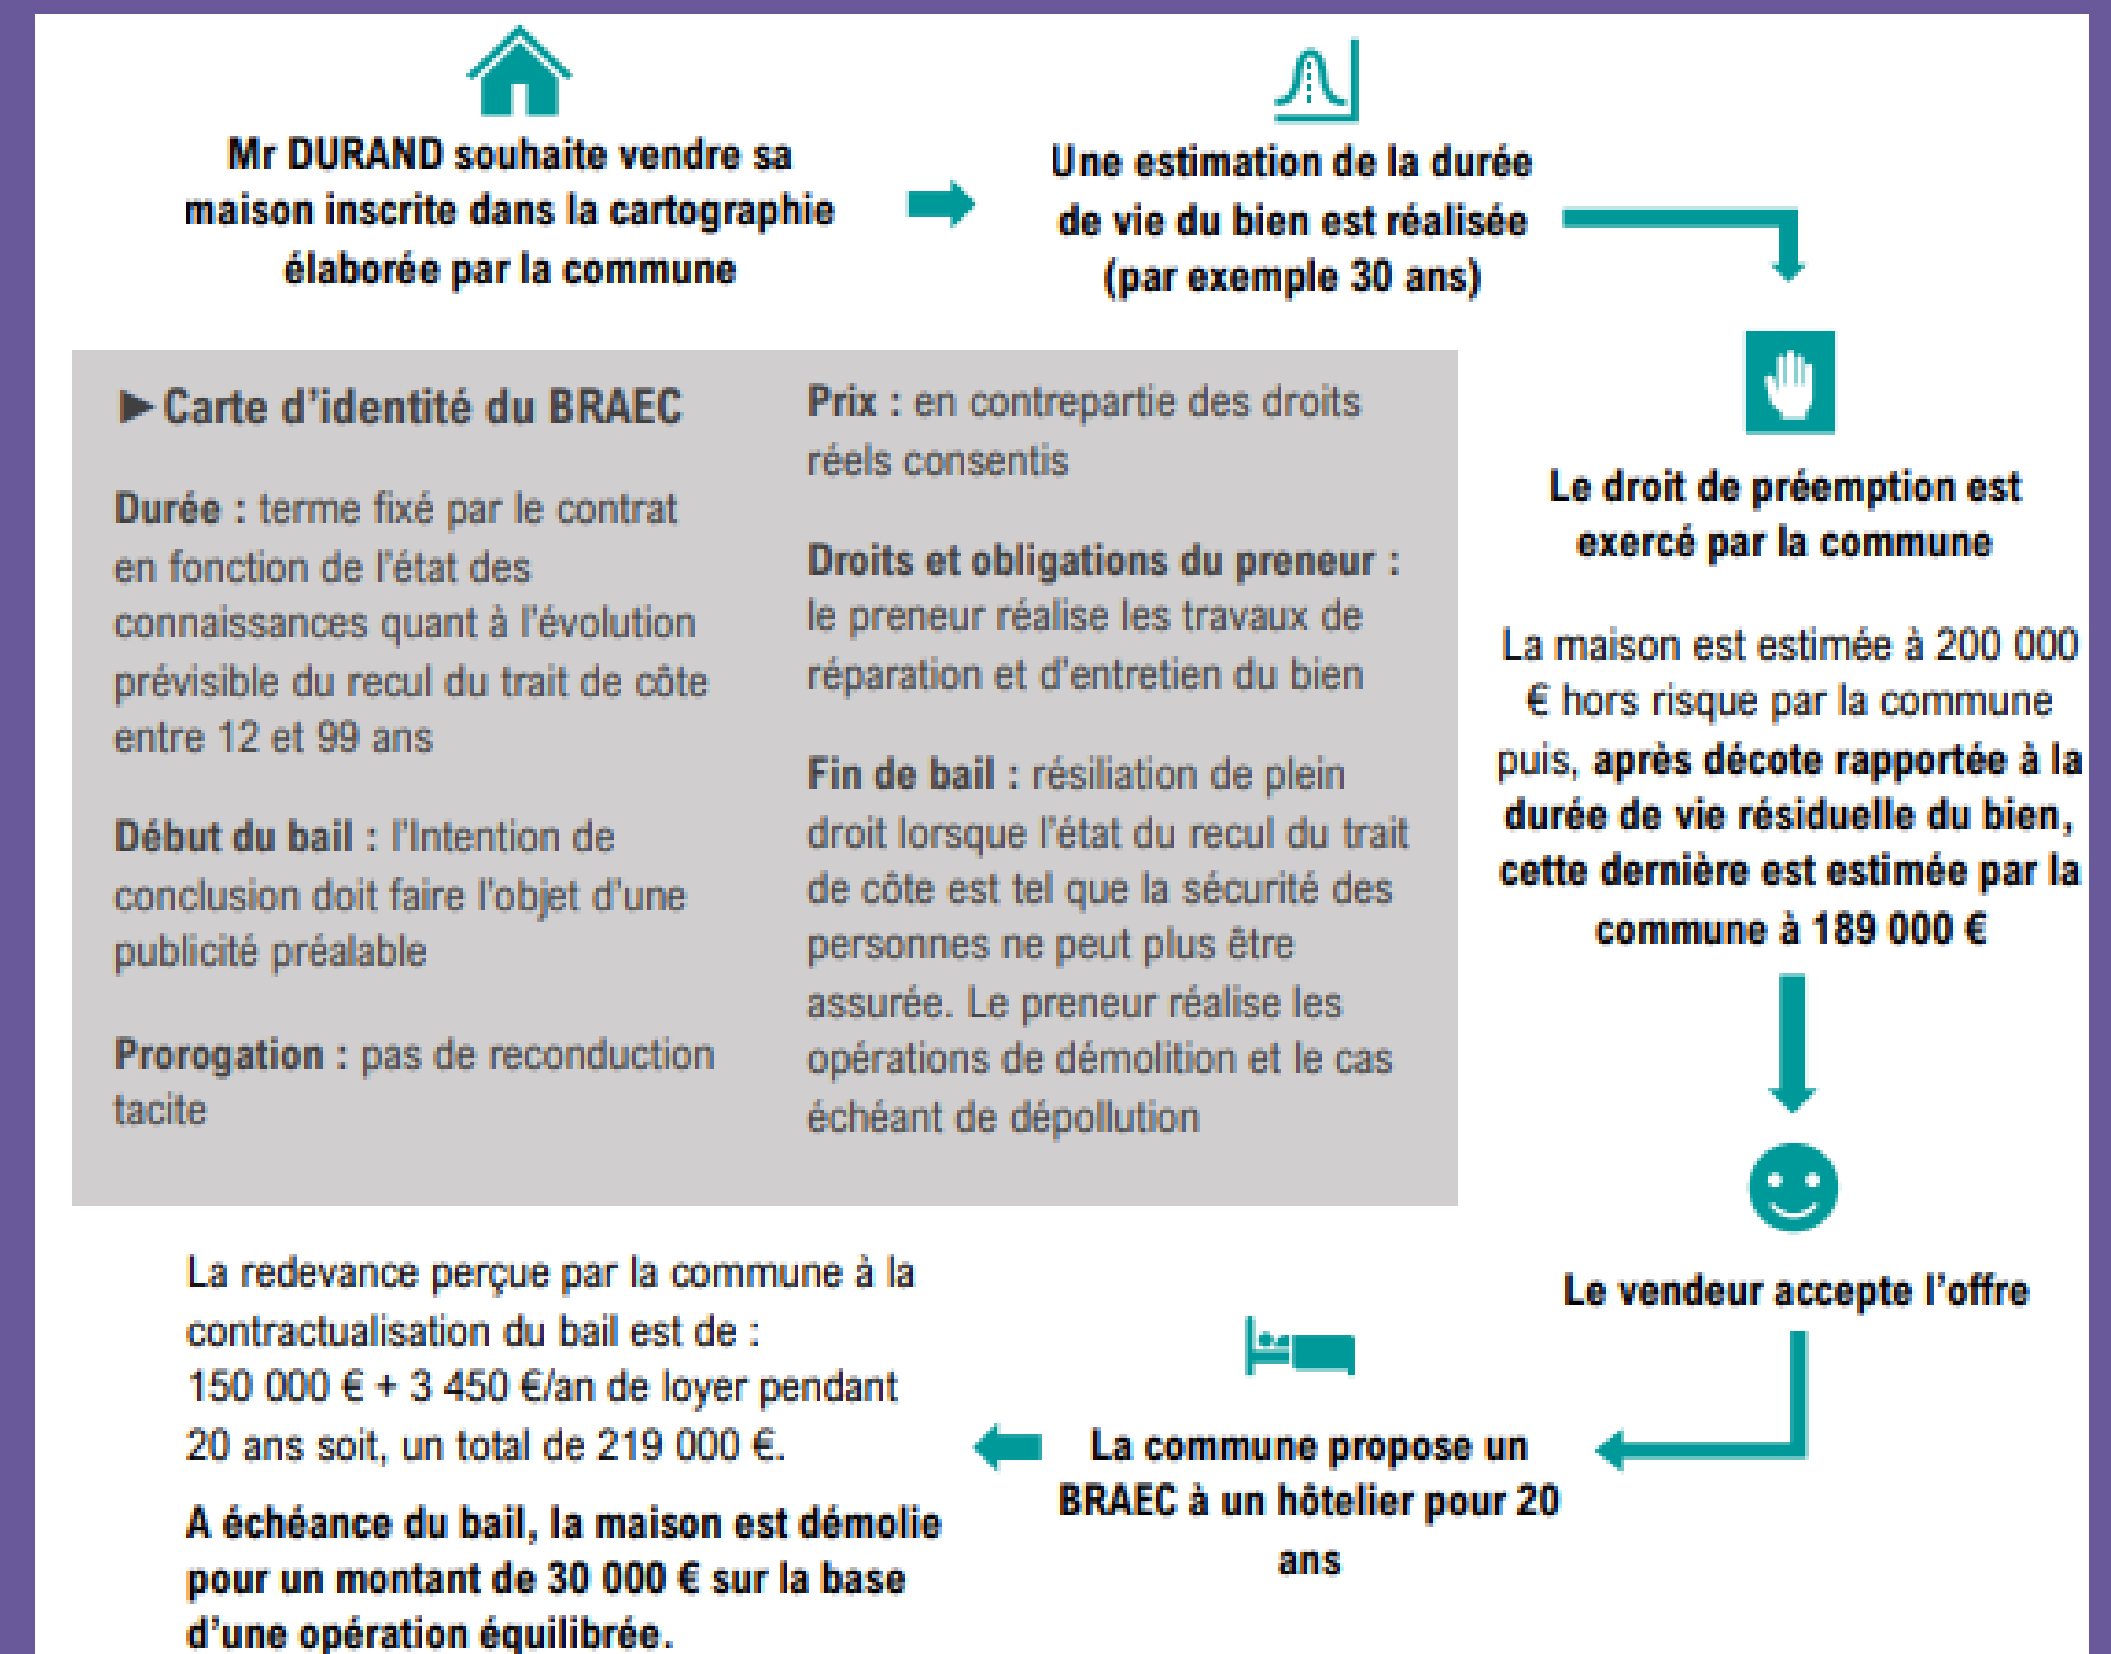 Mr DURAND souhaite vendre sa
maison inscrite dans la cartographie
élaborée par la commune
Une estimation de la durée
de vie du bien est réalisée
(par exemple 30 ans)
Le droit de préemption est
exercé par la commune
La maison est estimée à 200 000
€ hors risque par la commune
puis, après décote rapportée à la
durée de vie résiduelle du bien,
cette dernière est estimée par la
commune à 189 000 €
Le vendeur accepte l'offre
La commune propose un
BRAEC à un hôtelier pour 20
ans
La redevance perçue par la commune à la
contractualisation du bail est de :
150 000 € + 3 450 €/an de loyer pendant
20 ans soit, un total de 219 000 €.
A échéance du bail, la maison est démolie
pour un montant de 30 000 € sur la base
d'une opération équilibrée.
►Carte d'identité du BRAEC
Durée : terme fixé par le contrat
en fonction de l'état des
connaissances quant à l'évolution
prévisible du recul du trait de côte
entre 12 et 99 ans
Début du bail : l'Intention de
conclusion doit faire l'objet d'une
publicité préalable
Prorogation : pas de reconduction
tacite
Prix : en contrepartie des droits
réels consentis
Droits et obligations du preneur :
le preneur réalise les travaux de
réparation et d'entretien du bien
Fin de bail : résiliation de plein
droit lorsque l'état du recul du trait
de côte est tel que la sécurité des
personnes ne peut plus être
assurée. Le preneur réalise les
opérations de démolition et le cas
échéant de dépollution